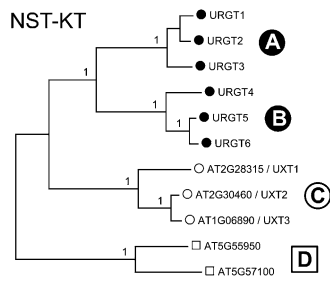 NST-KT
URGT1
1
URGT2
A
1
URGT3
1
URGT4
1
URGT5
B
1
URGT6
AT2G28315 / UXT1
1
AT2G30460 / UXT2
C
1
AT1G06890 / UXT3
AT5G55950
1
D
AT5G57100